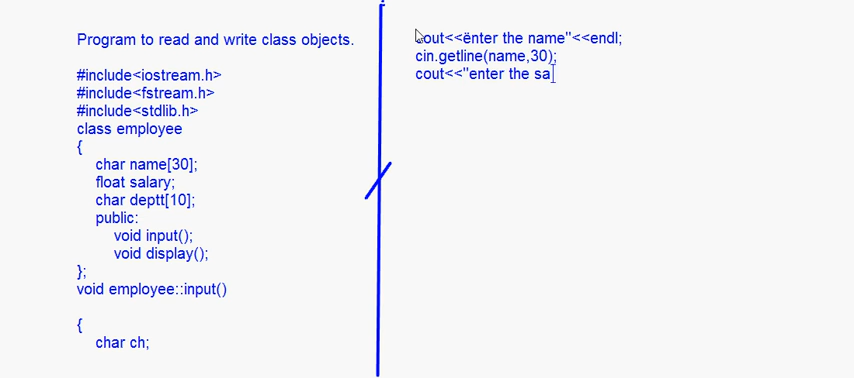 Program to read and write class objects.
#include<iostream.h>
#include<fstream.h>
#include<stdlib.h>
class employee
{
char name[30];
float salary;
char deptt[10];
public:
void input();
void display();
};
void employee::input()
{
char ch;
cout<<ënter the name"<<endl;
cin.getline(name,30);
cout<<"enter the sa